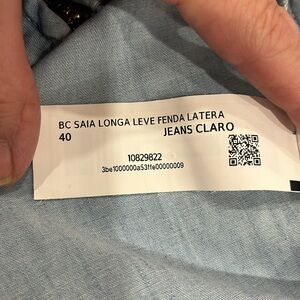 BC SAIA LONGA LEVE FENDA LATERA
40 JEANS CLARO
10829822
3be1000000a53ffe00000009